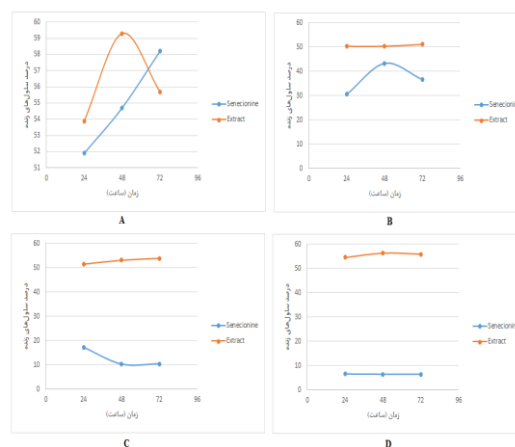 درصد سلول‌های زنده
60
59
58
57
56
55
54
53
52
51
0 24 48 72 96
زمان (ساعت)
Senecionine
Extract
A
درصد سلول‌های زنده
60
50
40
30
20
10
0
0 24 48 72 96
زمان (ساعت)
Senecionine
Extract
B
درصد سلول‌های زنده
60
50
40
30
20
10
0
0 24 48 72 96
زمان (ساعت)
Senecionine
Extract
C
درصد سلول‌های زنده
60
50
40
30
20
10
0
0 24 48 72 96
زمان (ساعت)
Senecionine
Extract
D